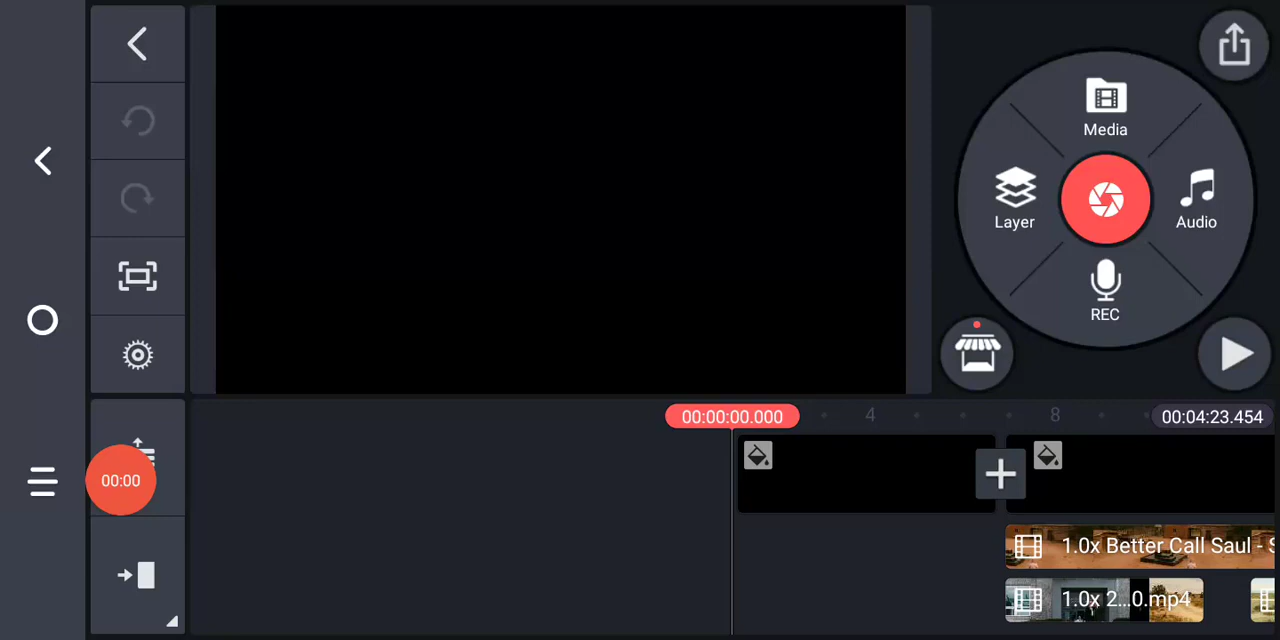 Media
Layer
Audio
REC
00:00:00.000
4
8
00:04:23.454
00:00
1.0x Better Call Saul - S
1.0x 2...0.mp4